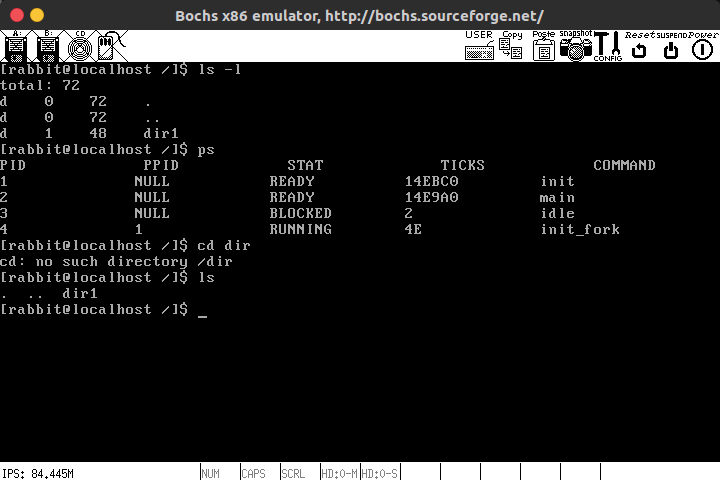 Bochs x86 emulator, http://bochs.sourceforge.net/
A: B: CD USER Copy Paste Snapshot CONFIG Reset SUSPEND Power
[rabbit@localhost /]$ ls -l
total: 72
d 0 72 .
d 0 72 ..
d 1 48 dir1
[rabbit@localhost /]$ ps
PID PPID STAT TICKS COMMAND
1 NULL READY 14EBC0 init
2 NULL READY 14E9A0 main
3 NULL BLOCKED 2 idle
4 1 RUNNING 4E init_fork
[rabbit@localhost /]$ cd dir
cd: no such directory /dir
[rabbit@localhost /]$ ls
. .. dir1
[rabbit@localhost /]$ _
IPS: 84.445M NUM CAPS SCRL HD:0-M HD:0-S